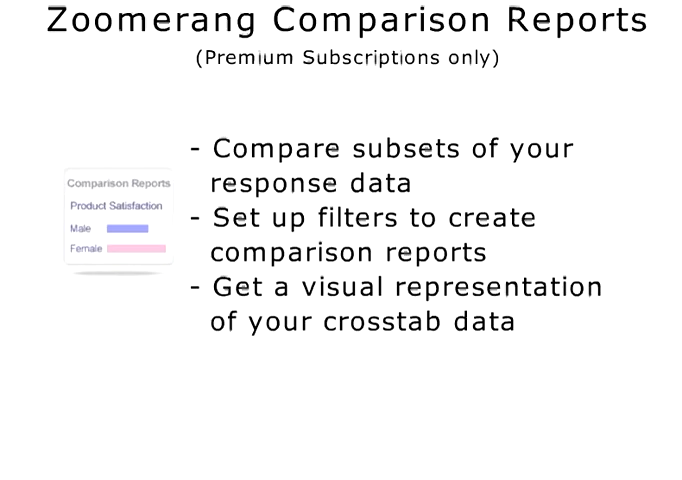 Zoomerang Comparison Reports
(Premium Subscriptions only)
Comparison Reports
Product Satisfaction
Male
Female
- Compare subsets of your
response data
- Set up filters to create
comparison reports
- Get a visual representation
of your crosstab data